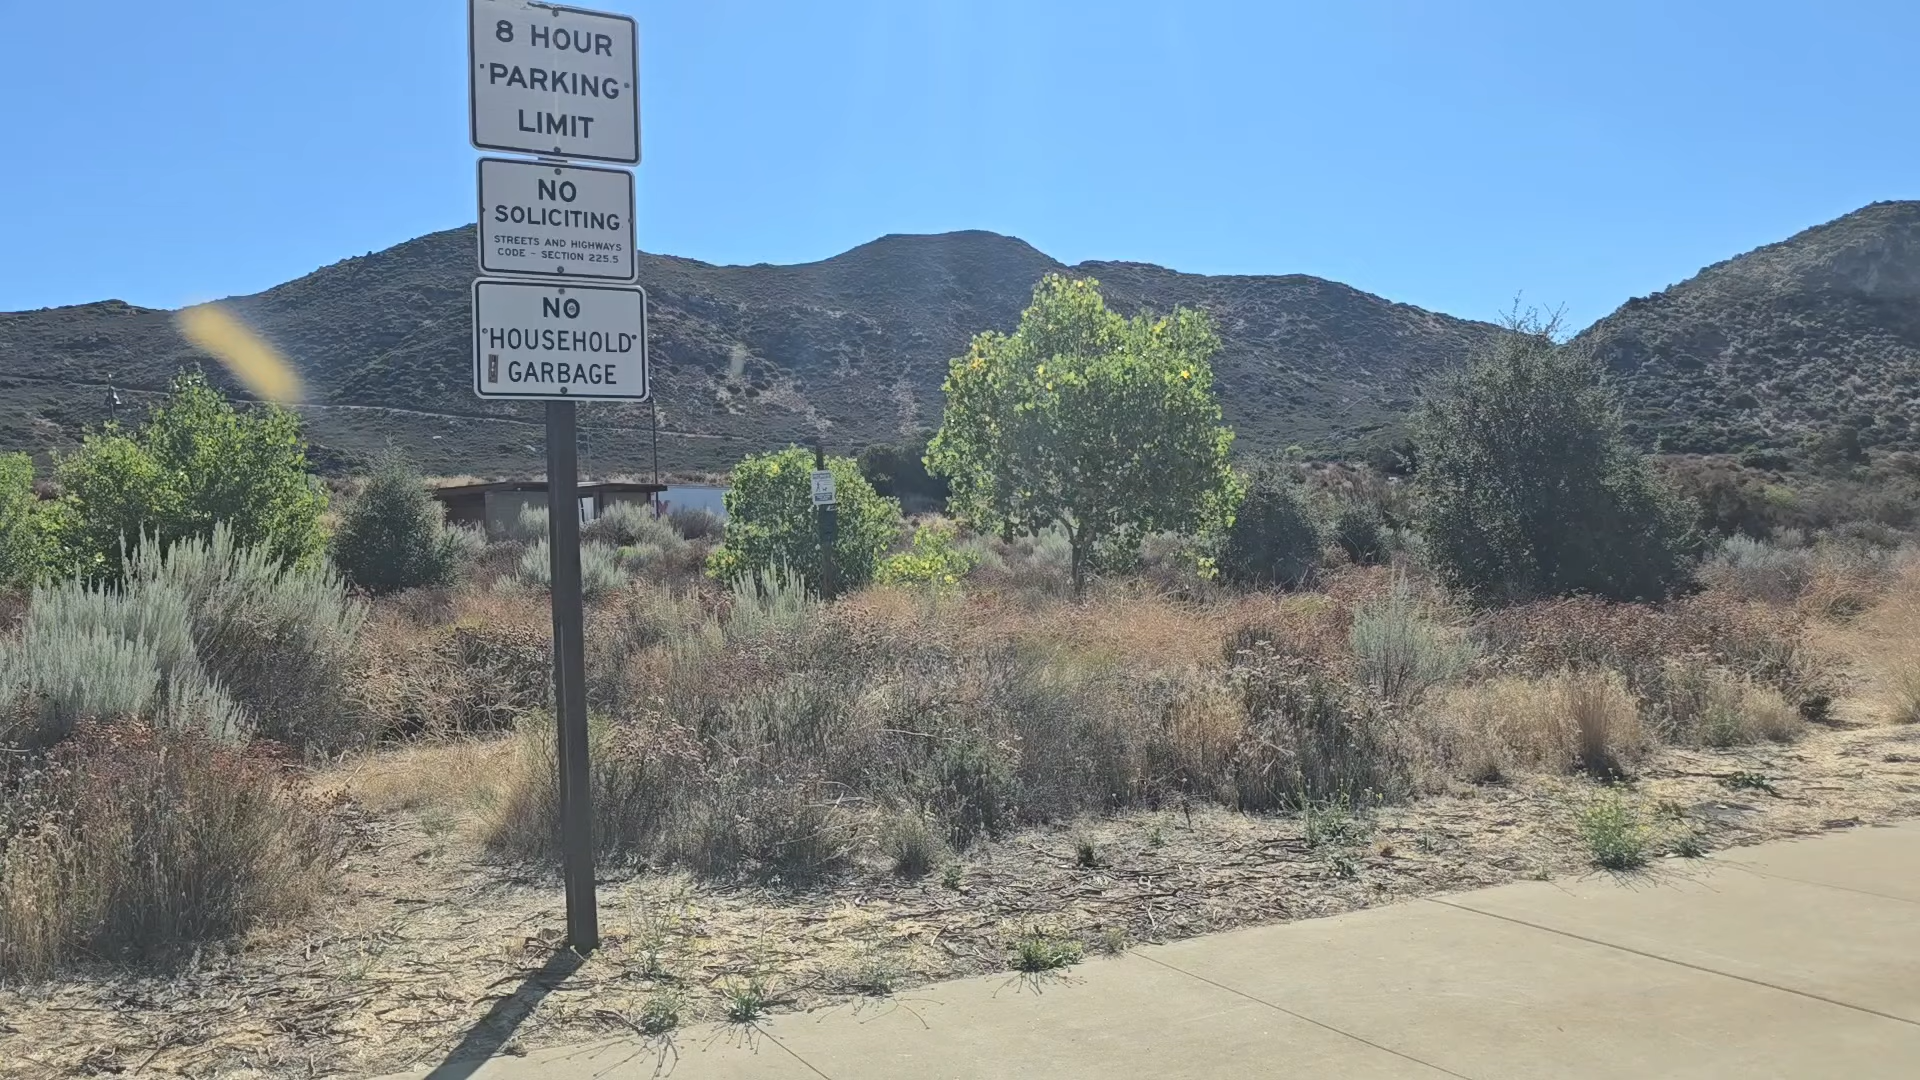 8 HOUR
PARKING
LIMIT
NO
SOLICITING
STREETS AND HIGHWAYS
CODE - SECTION 225.5
NO
HOUSEHOLD
GARBAGE